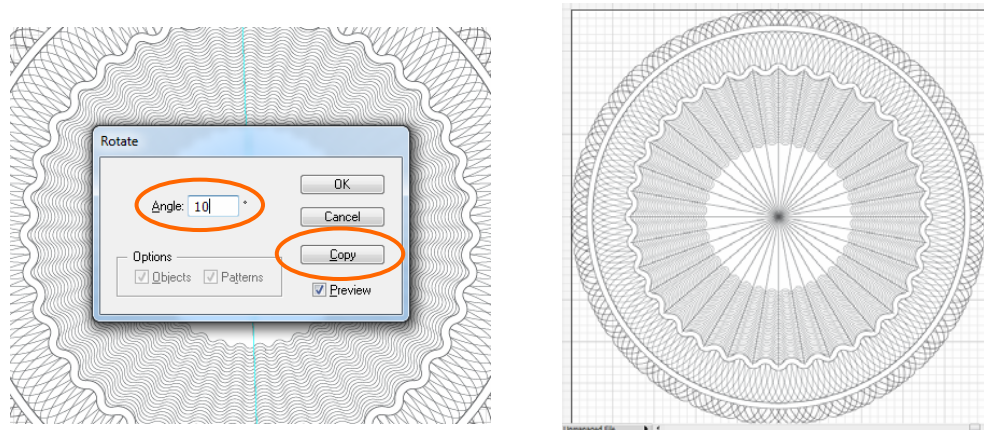 Rotate
Angle: 10 °
OK
Cancel
Copy
Options
Objects Patterns
Preview